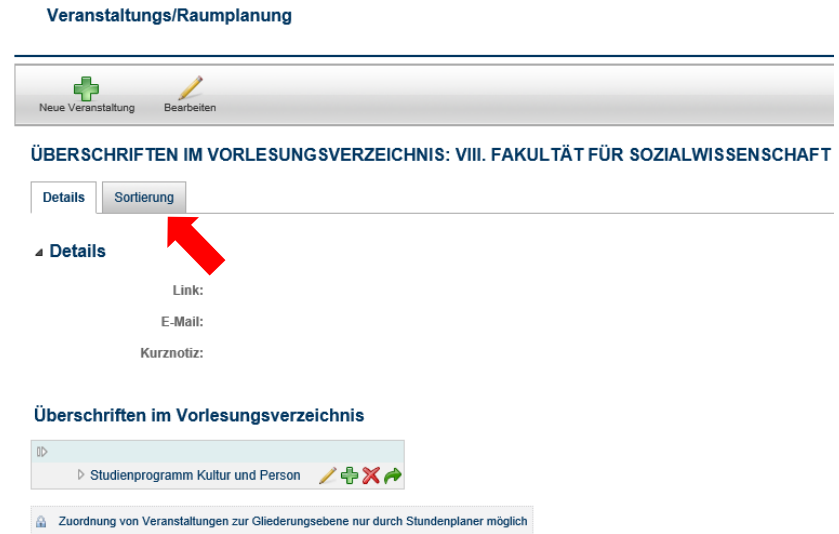 Veranstaltungs/Raumplanung
Neue Veranstaltung Bearbeiten
ÜBERSCHRIFTEN IM VORLESUNGSVERZEICHNIS: VIII. FAKULTÄT FÜR SOZIALWISSENSCHAFT
Details Sortierung
Details
Link:
E-Mail:
Kurznotiz:
Überschriften im Vorlesungsverzeichnis
Studienprogramm Kultur und Person
Zuordnung von Veranstaltungen zur Gliederungsebene nur durch Stundenplaner möglich